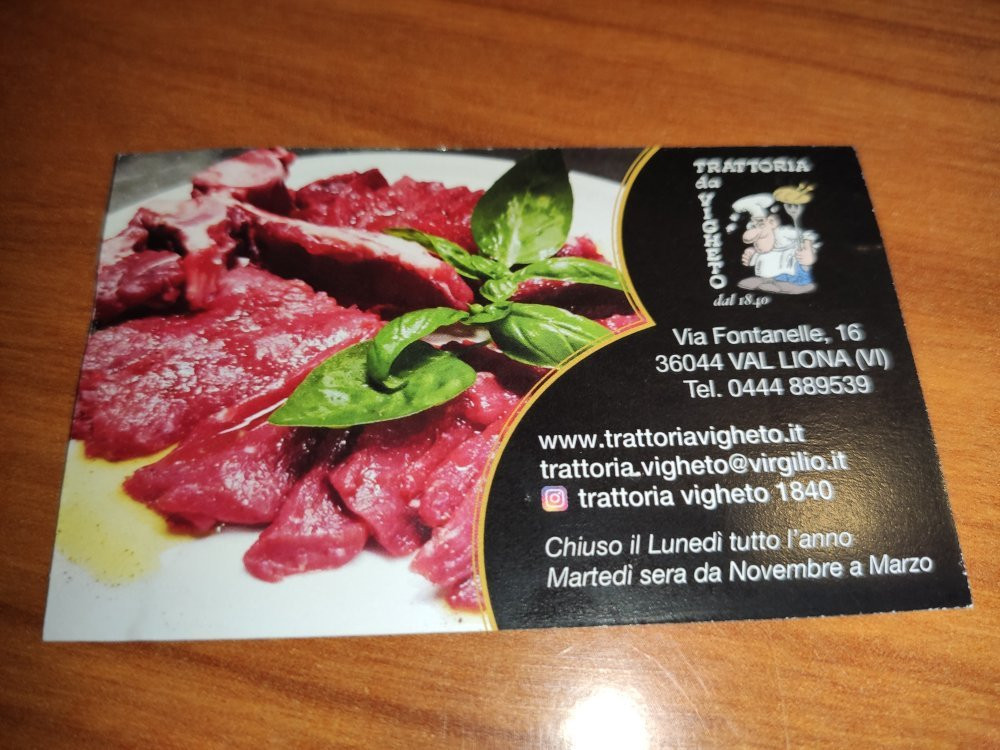 TRATTORIA
da
VIGHETO
dal 1840
Via Fontanelle, 16
36044 VAL LIONA (VI)
Tel. 0444 889539
www.trattoriavigheto.it
trattoria.vigheto@virgilio.it
trattoria vigheto 1840
Chiuso il Lunedì tutto l'anno
Martedì sera da Novembre a Marzo